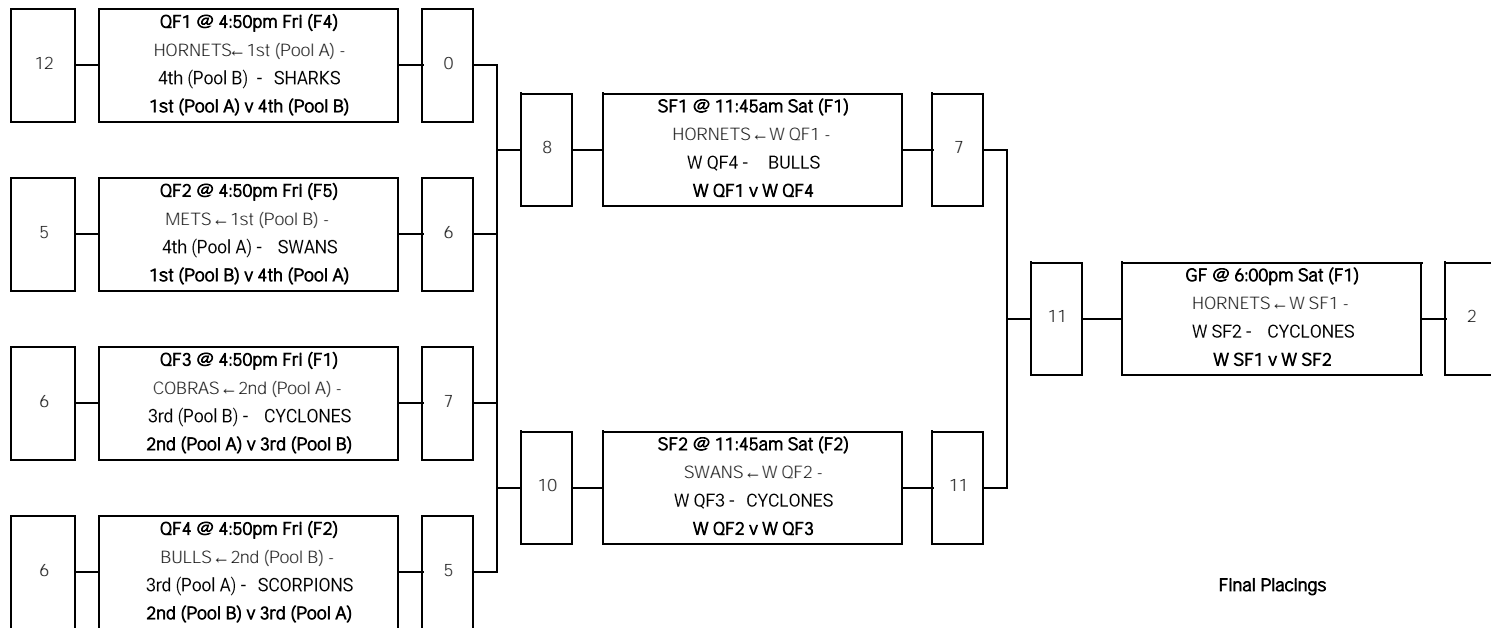 12
QF1 @ 4:50pm Fri (F4)
HORNETS←1st (Pool A) -
4th (Pool B) - SHARKS
1st (Pool A) v 4th (Pool B)
0
5
QF2 @ 4:50pm Fri (F5)
METS←1st (Pool B) -
4th (Pool A) - SWANS
1st (Pool B) v 4th (Pool A)
6
6
QF3 @ 4:50pm Fri (F1)
COBRAS←2nd (Pool A) -
3rd (Pool B) - CYCLONES
2nd (Pool A) v 3rd (Pool B)
7
6
QF4 @ 4:50pm Fri (F2)
BULLS←2nd (Pool B) -
3rd (Pool A) - SCORPIONS
2nd (Pool B) v 3rd (Pool A)
5
8
SF1 @ 11:45am Sat (F1)
HORNETS←W QF1 -
W QF4 - BULLS
W QF1 v W QF4
7
10
SF2 @ 11:45am Sat (F2)
SWANS←W QF2 -
W QF3 - CYCLONES
W QF2 v W QF3
11
11
GF @ 6:00pm Sat (F1)
HORNETS←W SF1 -
W SF2 - CYCLONES
W SF1 v W SF2
2
Final Placings